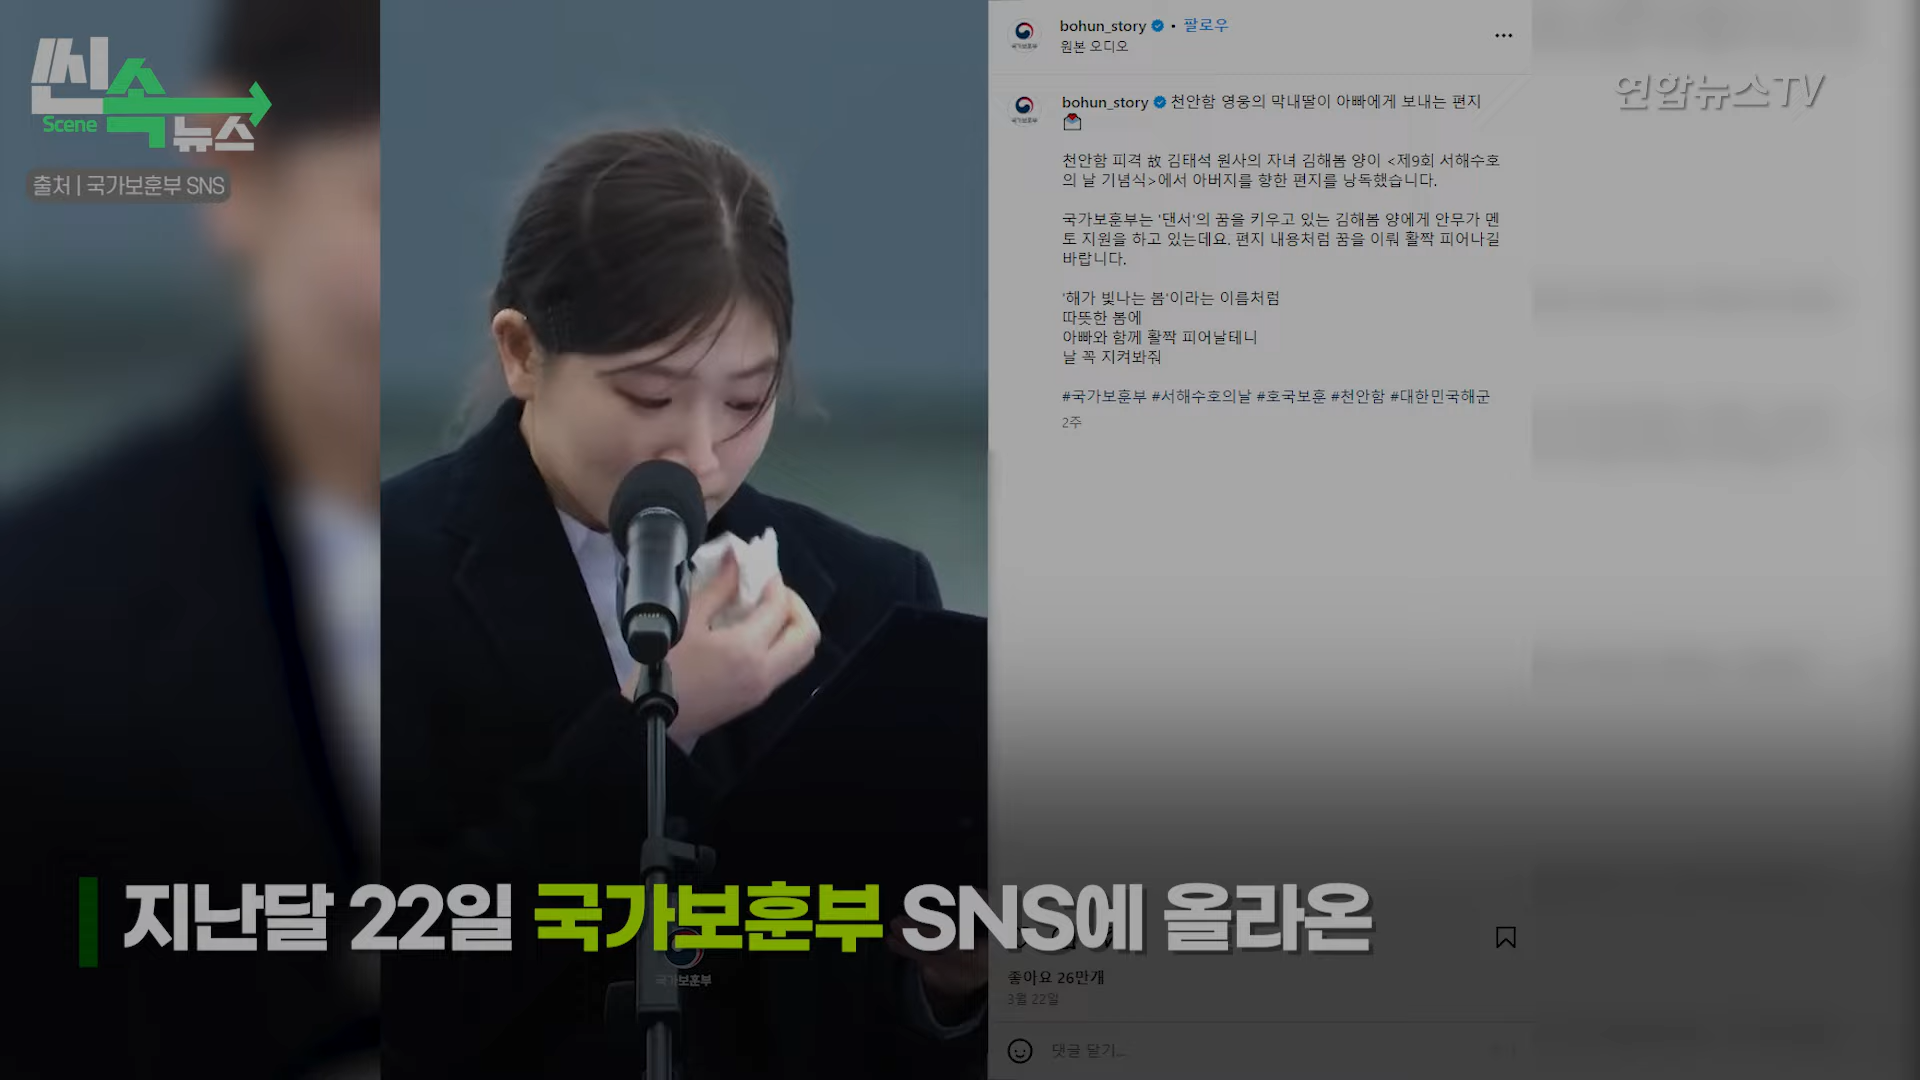 씬속뉴스
Scene
출처 | 국가보훈부 SNS
bohun_story • 팔로우
원본 오디오
연합뉴스TV
bohun_story 천안함 영웅의 막내딸이 아빠에게 보내는 편지
천안함 피격 故 김태석 원사의 자녀 김해봄 양이 <제9회 서해수호
의 날 기념식>에서 아버지를 향한 편지를 낭독했습니다.
국가보훈부는 '댄서'의 꿈을 키우고 있는 김해봄 양에게 안무가 멘
토 지원을 하고 있는데요. 편지 내용처럼 꿈을 이뤄 활짝 피어나길
바랍니다.
'해가 빛나는 봄'이라는 이름처럼
따뜻한 봄에
아빠와 함께 활짝 피어날테니
날 꼭 지켜봐줘
#국가보훈부 #서해수호의날 #호국보훈 #천안함 #대한민국해군
2주
지난달 22일 국가보훈부 SNS에 올라온
국가보훈부
좋아요 26만개
3월 22일
댓글 달기...